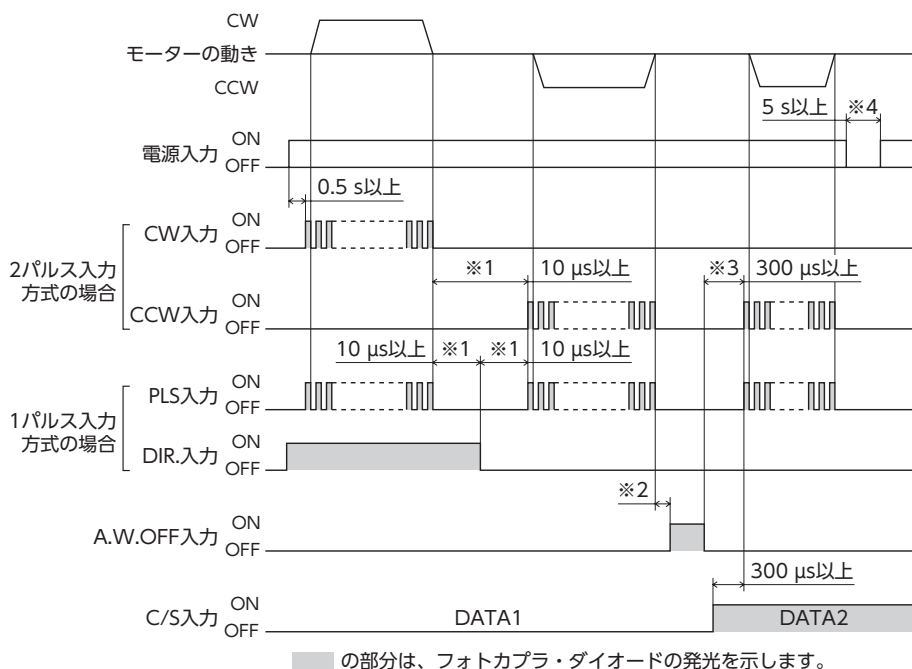 CW
モーターの動き
CCW
5 s以上 ※4
電源入力 ON
OFF
0.5 s以上
2パルス入力
方式の場合
CW入力 ON
OFF
※1 10 µs以上 ※3 300 µs以上
CCW入力 ON
OFF
10 µs以上 ※1 ※1 10 µs以上
1パルス入力
方式の場合
PLS入力 ON
OFF
DIR.入力 ON
OFF
※2
A.W.OFF入力 ON
OFF
300 µs以上
C/S入力 ON
OFF
DATA1 DATA2
の部分は、フォトカプラ・ダイオードの発光を示します。